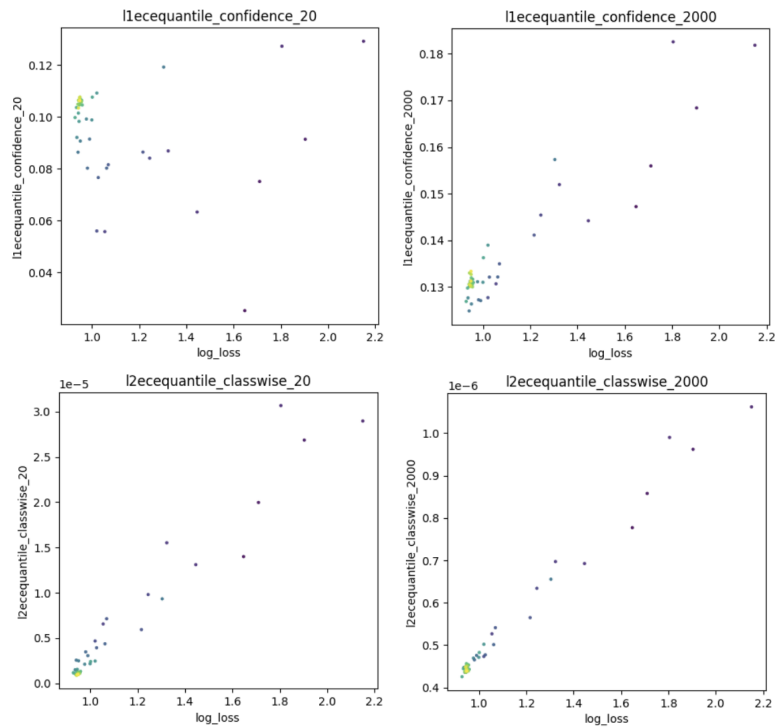 l1ecequantile_confidence_20
l1ecequantile_confidence_20
0.12
0.10
0.08
0.06
0.04
1.0 1.2 1.4 1.6 1.8 2.0 2.2
log_loss
l1ecequantile_confidence_2000
l1ecequantile_confidence_2000
0.18
0.17
0.16
0.15
0.14
0.13
1.0 1.2 1.4 1.6 1.8 2.0 2.2
log_loss
l2ecequantile_classwise_20
1e−5
l2ecequantile_classwise_20
3.0
2.5
2.0
1.5
1.0
0.5
0.0
1.0 1.2 1.4 1.6 1.8 2.0 2.2
log_loss
l2ecequantile_classwise_2000
1e−6
l2ecequantile_classwise_2000
1.0
0.9
0.8
0.7
0.6
0.5
0.4
1.0 1.2 1.4 1.6 1.8 2.0 2.2
log_loss